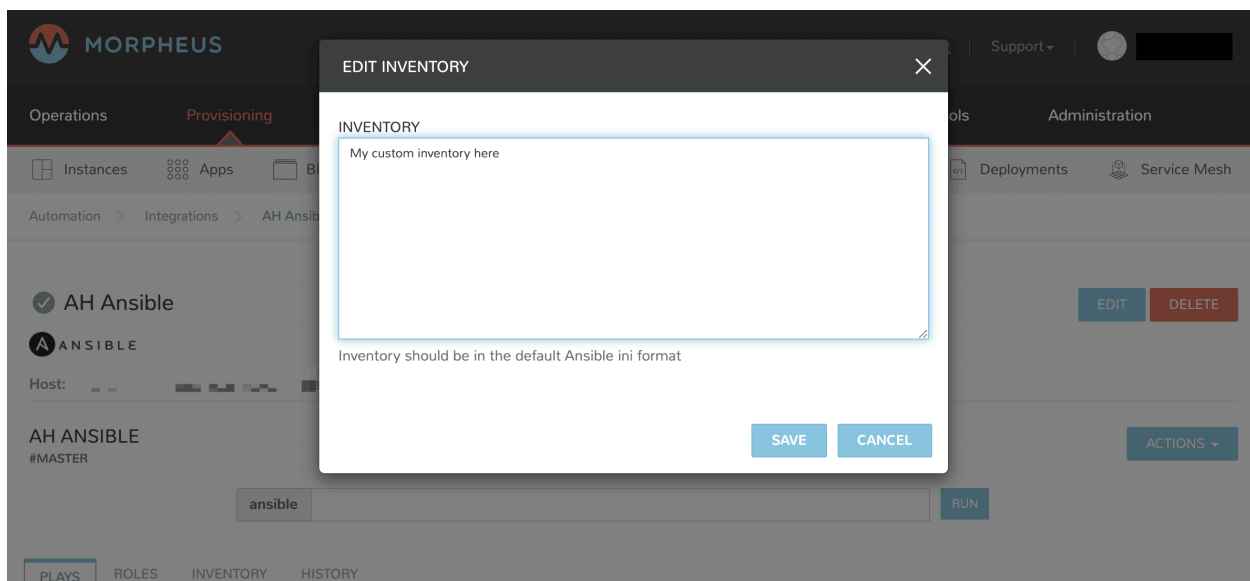 MORPHEUS
Support
EDIT INVENTORY
Operations
Provisioning
ols
Administration
INVENTORY
My custom inventory here
Instances
Apps
Bl
Deployments
Service Mesh
Automation > Integrations > AH Ansib
AH Ansible
EDIT
DELETE
ANSIBLE
Inventory should be in the default Ansible ini format
Host:
AH ANSIBLE
#MASTER
SAVE
CANCEL
ACTIONS
ansible
RUN
PLAYS
ROLES
INVENTORY
HISTORY